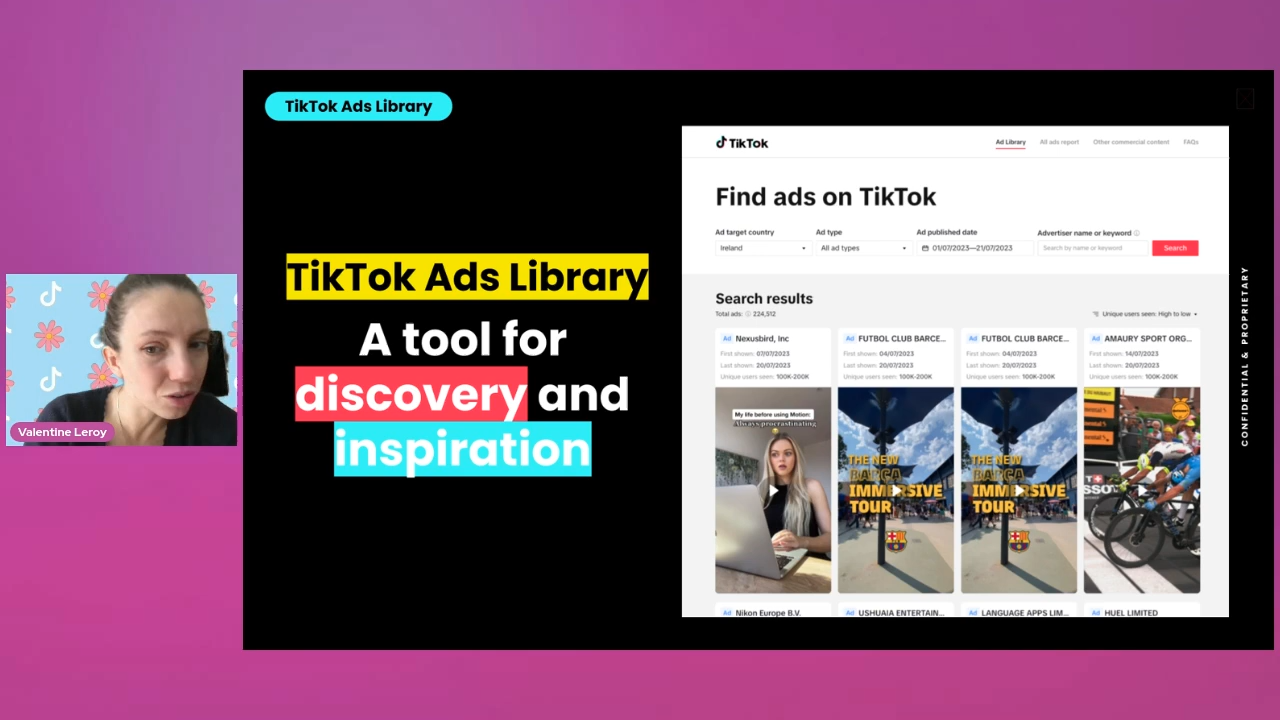 TikTok Ads Library
TikTok Ads Library
A tool for
discovery and
inspiration
Valentine Leroy
TikTok
Ad Library
All ads report
Other commercial content
FAQs
Find ads on TikTok
Ad target country
Ad type
Ad published date
Advertiser name or keyword
Ireland
All ad types
01/07/2023—21/07/2023
Search by name or keyword
Search
Search results
Total ads: 224,512
Unique users seen: High to low
Ad Nexusbird, Inc
First shown: 07/07/2023
Last shown: 20/07/2023
Unique users seen: 100K-200K
My life before using Motion:
Always procrastinating
Ad FUTBOL CLUB BARCE...
First shown: 04/07/2023
Last shown: 20/07/2023
Unique users seen: 100K-200K
THE NEW
BARÇA
IMMERSIVE
TOUR
Ad FUTBOL CLUB BARCE...
First shown: 04/07/2023
Last shown: 20/07/2023
Unique users seen: 100K-200K
THE NEW
BARÇA
IMMERSIVE
TOUR
Ad AMAURY SPORT ORG...
First shown: 14/07/2023
Last shown: 20/07/2023
Unique users seen: 100K-200K
Ad Nikon Europe B.V.
Ad USHUAIA ENTERTAIN...
Ad LANGUAGE APPS LIM...
Ad HUEL LIMITED
CONFIDENTIAL & PROPRIETARY